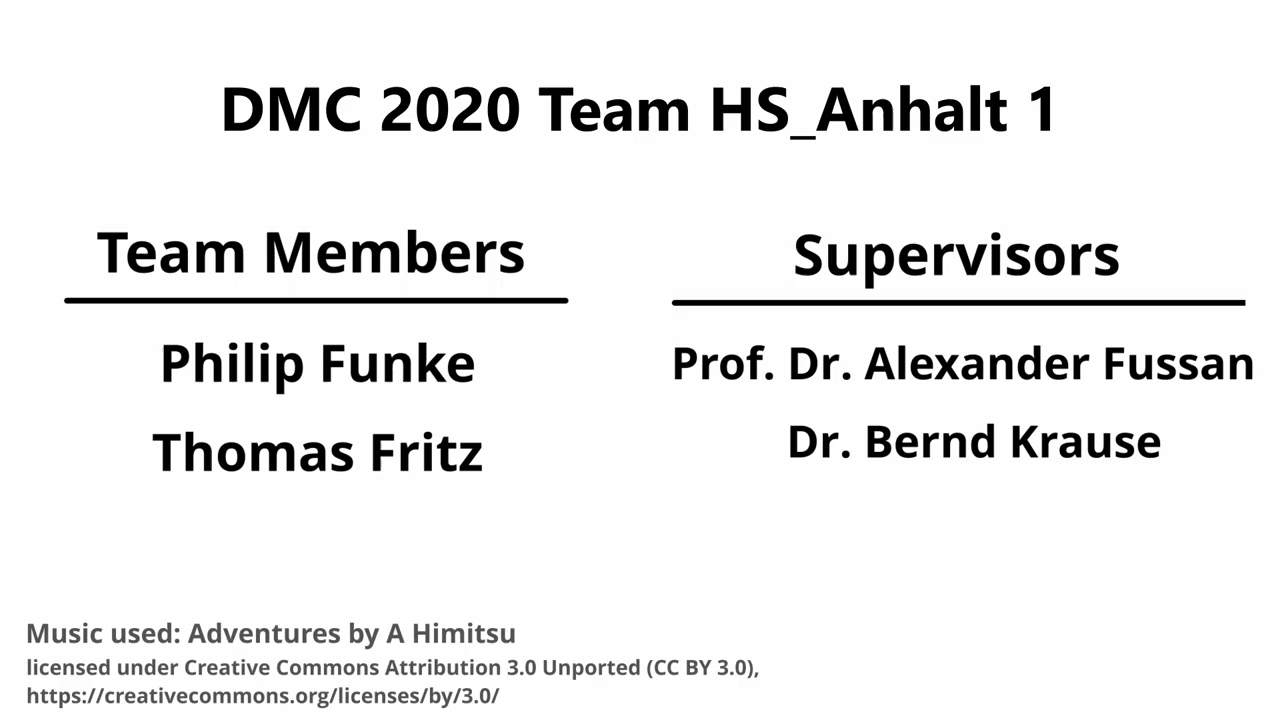 DMC 2020 Team HS_Anhalt 1
Team Members
Philip Funke
Thomas Fritz
Supervisors
Prof. Dr. Alexander Fussan
Dr. Bernd Krause
Music used: Adventures by A Himitsu
licensed under Creative Commons Attribution 3.0 Unported (CC BY 3.0),
https://creativecommons.org/licenses/by/3.0/